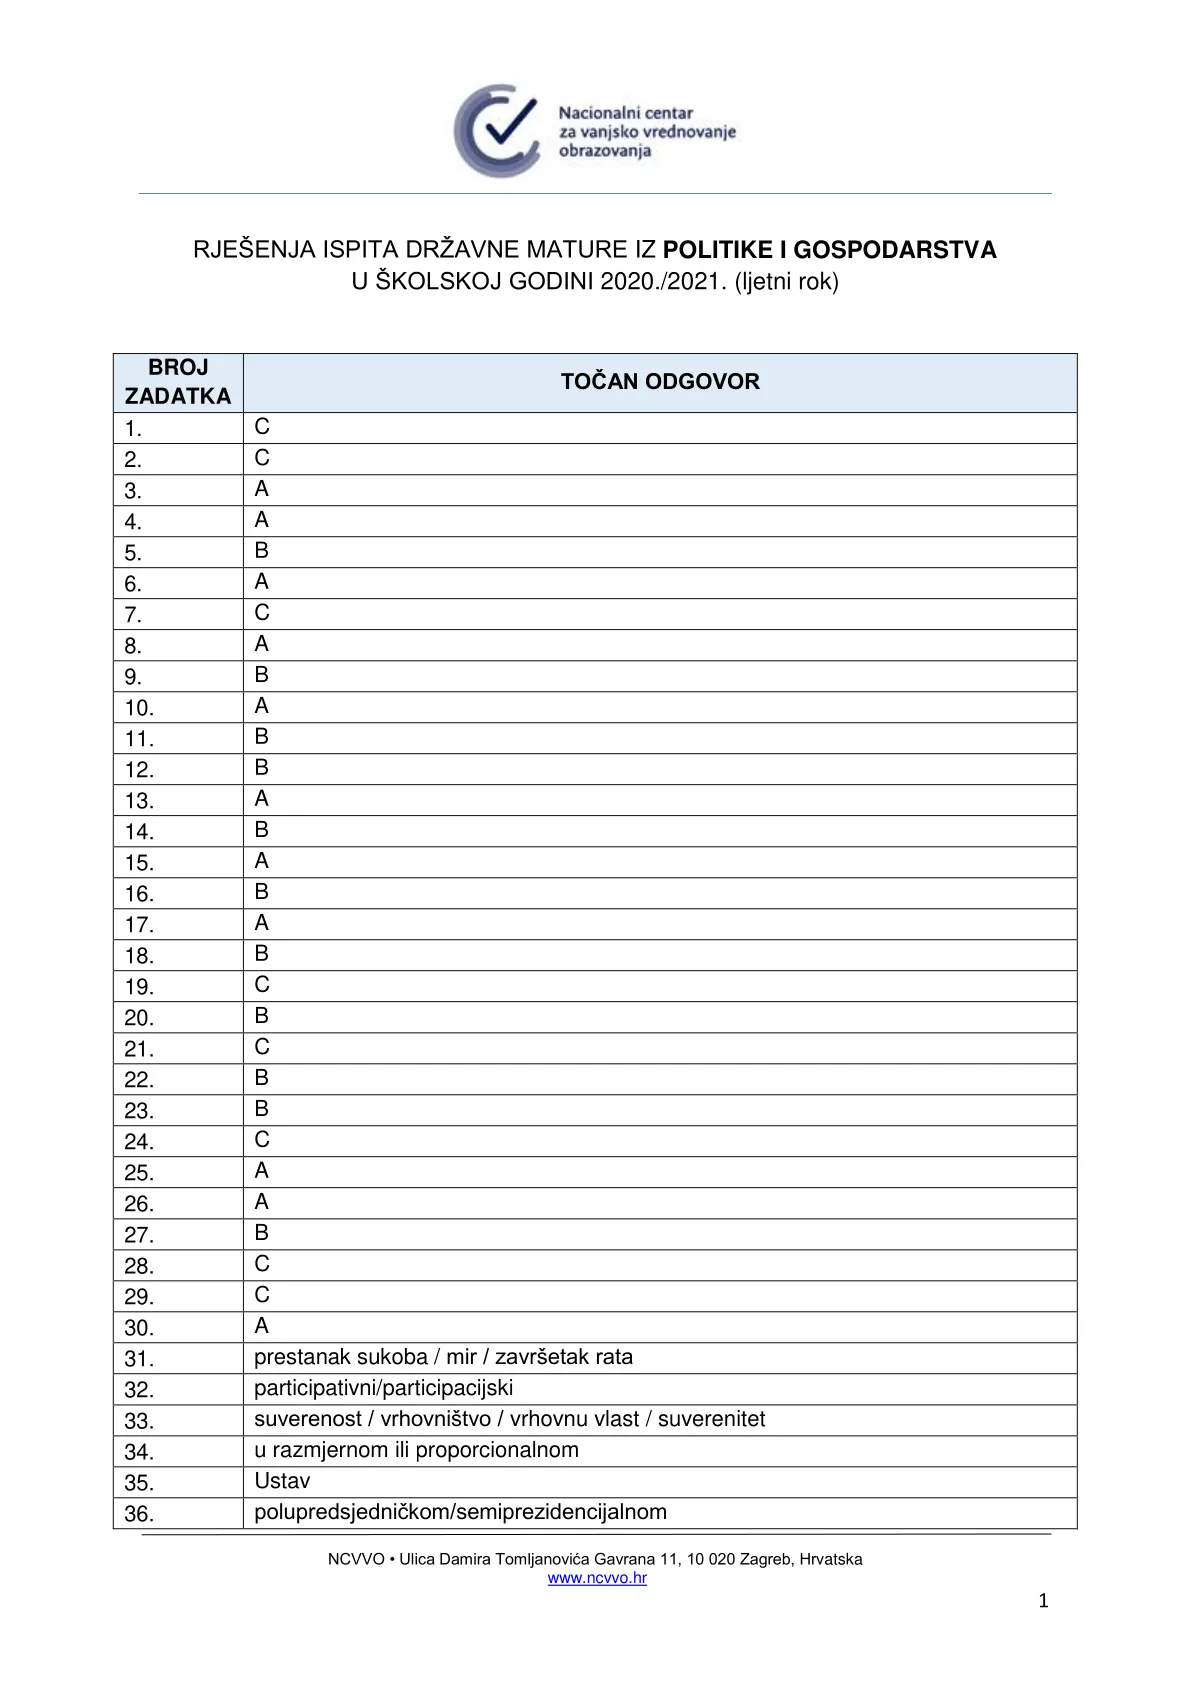 Nacionalni centar
za vanjsko vrednovanje
obrazovanja
RJEŠENJA ISPITA DRŽAVNE MATURE IZ POLITIKE I GOSPODARSTVA
U ŠKOLSKOJ GODINI 2020./2021. (ljetni rok)
BROJ
ZADATKA
TOČAN ODGOVOR
1. C
2. C
3. A
4. A
5. B
6. A
7. C
8. A
9. B
10. A
11. B
12. B
13. A
14. B
15. A
16. B
17. A
18. B
19. C
20. B
21. C
22. B
23. B
24. C
25. A
26. A
27. B
28. C
29. C
30. A
31. prestanak sukoba / mir / završetak rata
32. participativni/participacijski
33. suverenost / vrhovništvo / vrhovnu vlast / suverenitet
34. u razmjernom ili proporcionalnom
35. Ustav
36. polupredsjedničkom/semiprezidencijalnom
NCVVO • Ulica Damira Tomljanovića Gavrana 11, 10 020 Zagreb, Hrvatska
www.ncvvo.hr
1